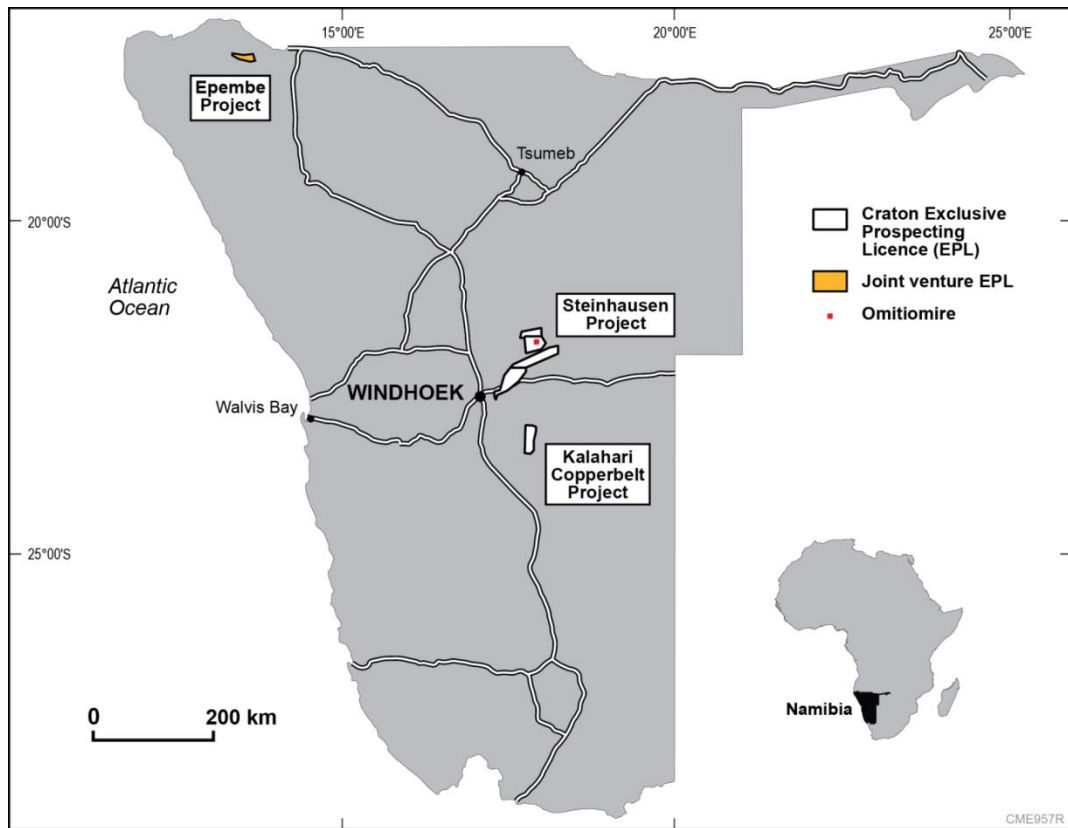 15°00'E
20°00'E
25°00'E
Epembe
Project
Tsumeb
20°00'S
Craton Exclusive
Prospecting
Licence (EPL)
Joint venture EPL
Omitiomire
Atlantic
Ocean
Steinhausen
Project
WINDHOEK
Walvis Bay
Kalahari
Copperbelt
Project
25°00'S
0
200 km
Namibia
CME957R